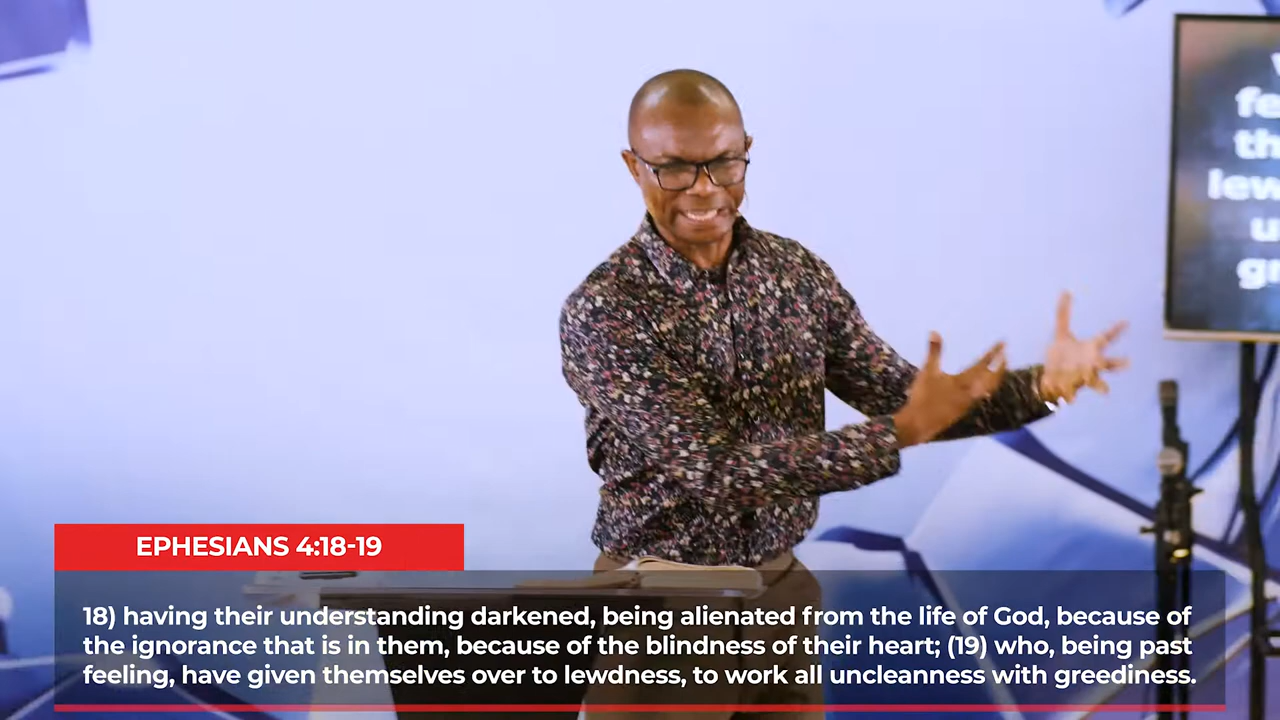 EPHESIANS 4:18-19
18) having their understanding darkened, being alienated from the life of God, because of
the ignorance that is in them, because of the blindness of their heart; (19) who, being past
feeling, have given themselves over to lewdness, to work all uncleanness with greediness.